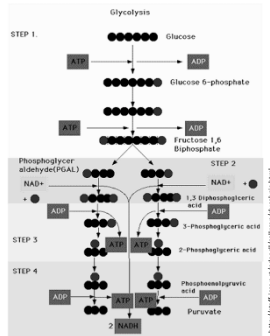 Glycolysis
STEP 1.
Glucose
ATP
ADP
Glucose 6-phosphate
ATP
ADP
Fructose 1,6
Biphosphate
Phosphoglycer
aldehyde(PGAL)
STEP 2
NAD+
NAD+
+
+
1,3 Diphosphoglceric
acid
ADP
ADP
3-Phosphoglyceric acid
STEP 3
ATP
ATP
2-Phosphoglyceric acid
STEP 4
Phosphoenolpyruvic
acid
ADP
ATP
ATP
ADP
Puruvate
2 NADH